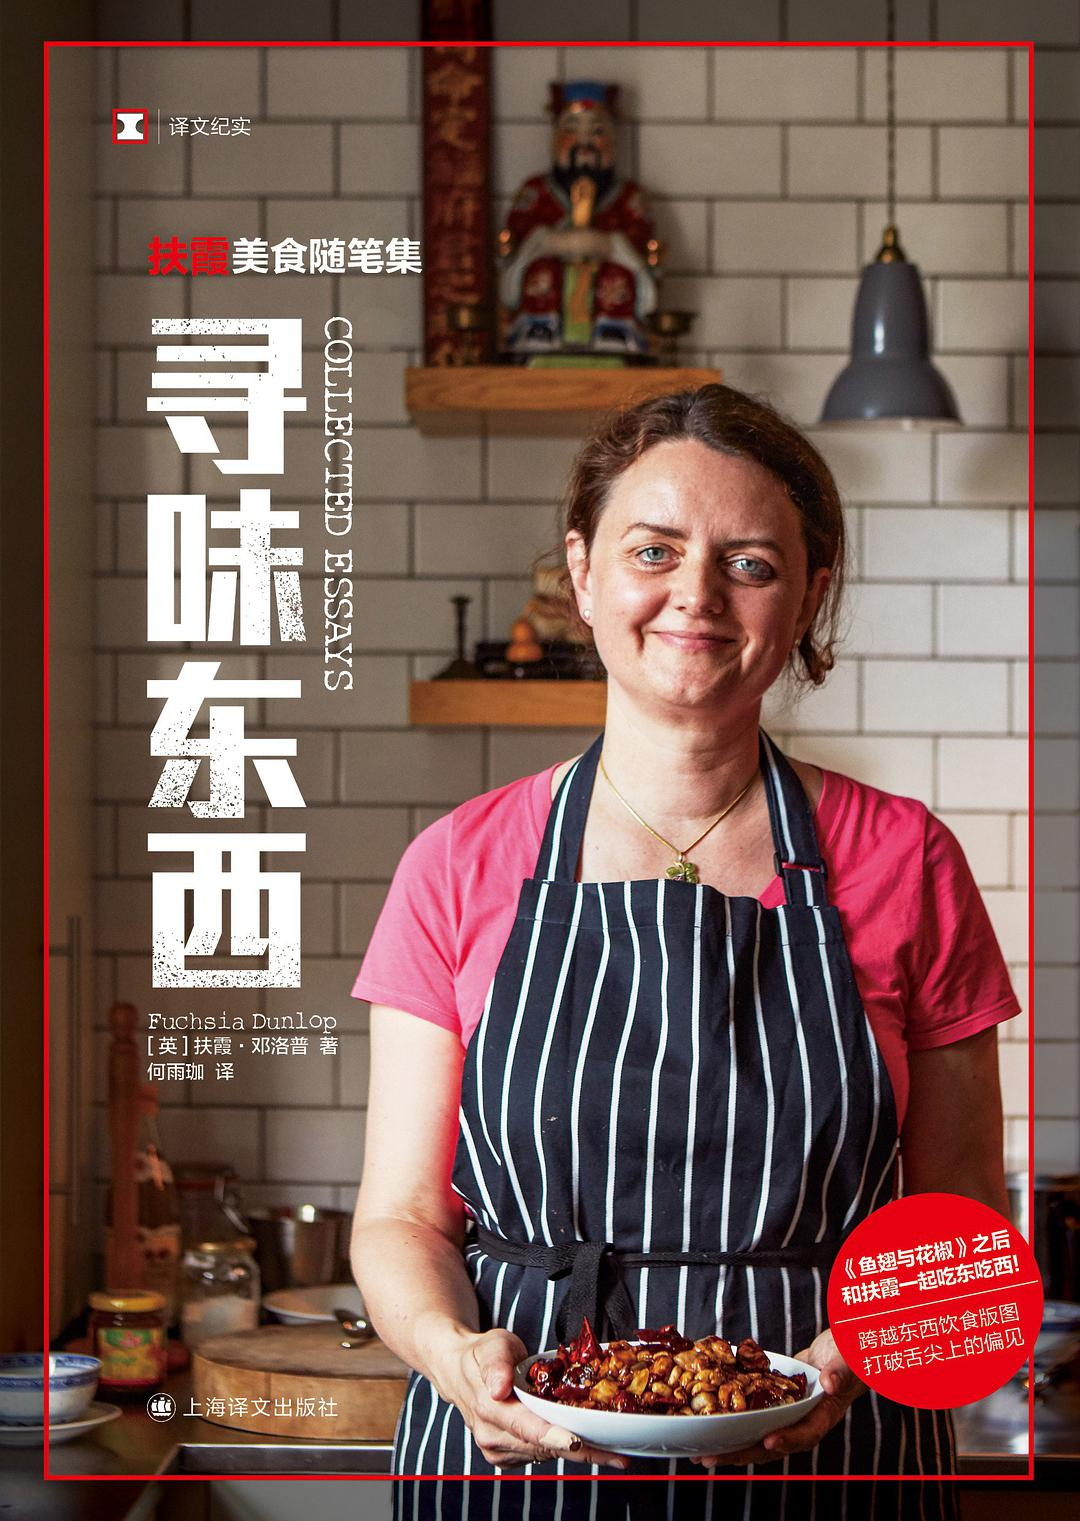 译文纪实
扶霞美食随笔集
寻味东西
COLLECTED ESSAYS
Fuchsia Dunlop
[英]扶霞·邓洛普 著
何雨珈 译
《鱼翅与花椒》之后
和扶霞一起吃东吃西!
跨越东西饮食版图
打破舌尖上的偏见
上海译文出版社